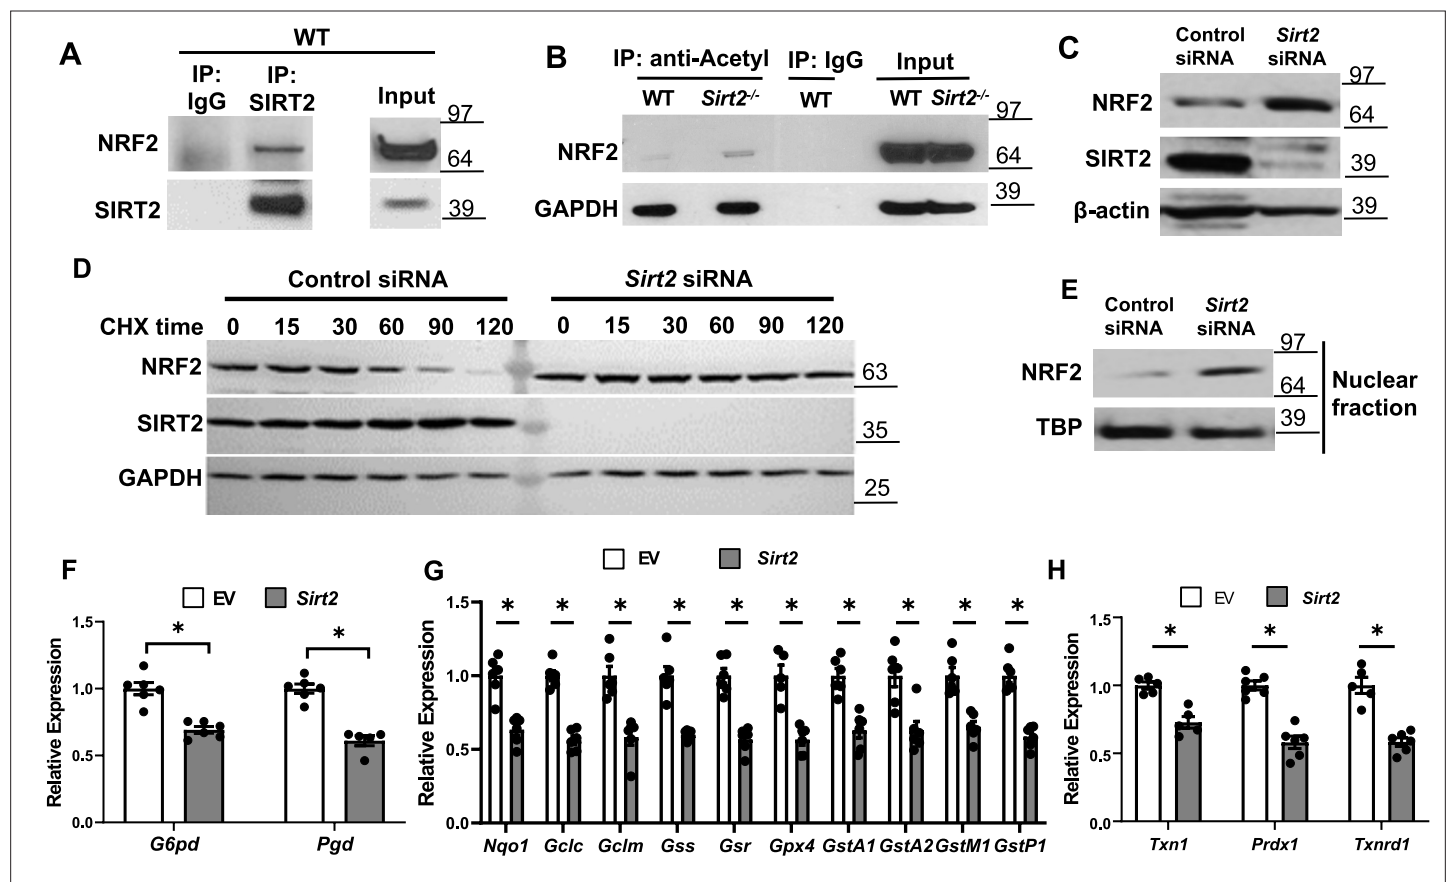 A
WT
IP:
IgG
IP:
SIRT2
Input
97
NRF2
64
SIRT2
39
B
IP: anti-Acetyl
IP: IgG
Input
WT
Sirt2-/-
WT
WT
Sirt2-/-
97
NRF2
64
39
GAPDH
C
Control
siRNA
Sirt2
siRNA
97
NRF2
64
SIRT2
39
β-actin
39
D
Control siRNA
Sirt2 siRNA
CHX time
0 15 30 60 90 120
0 15 30 60 90 120
NRF2
63
SIRT2
35
GAPDH
25
E
Control
siRNA
Sirt2
siRNA
97
NRF2
64
39
TBP
Nuclear
fraction
F
EV
Sirt2
Relative Expression
1.5
1.0
0.5
0.0
*
*
G6pd
Pgd
G
EV
Sirt2
Relative Expression
1.5
1.0
0.5
0.0
* * * * * * * * * *
Nqo1 Gclc Gclm Gss Gsr Gpx4 GstA1 GstA2 GstM1 GstP1
H
EV
Sirt2
Relative Expression
1.5
1.0
0.5
0.0
* * *
Txn1
Prdx1
Txnrd1